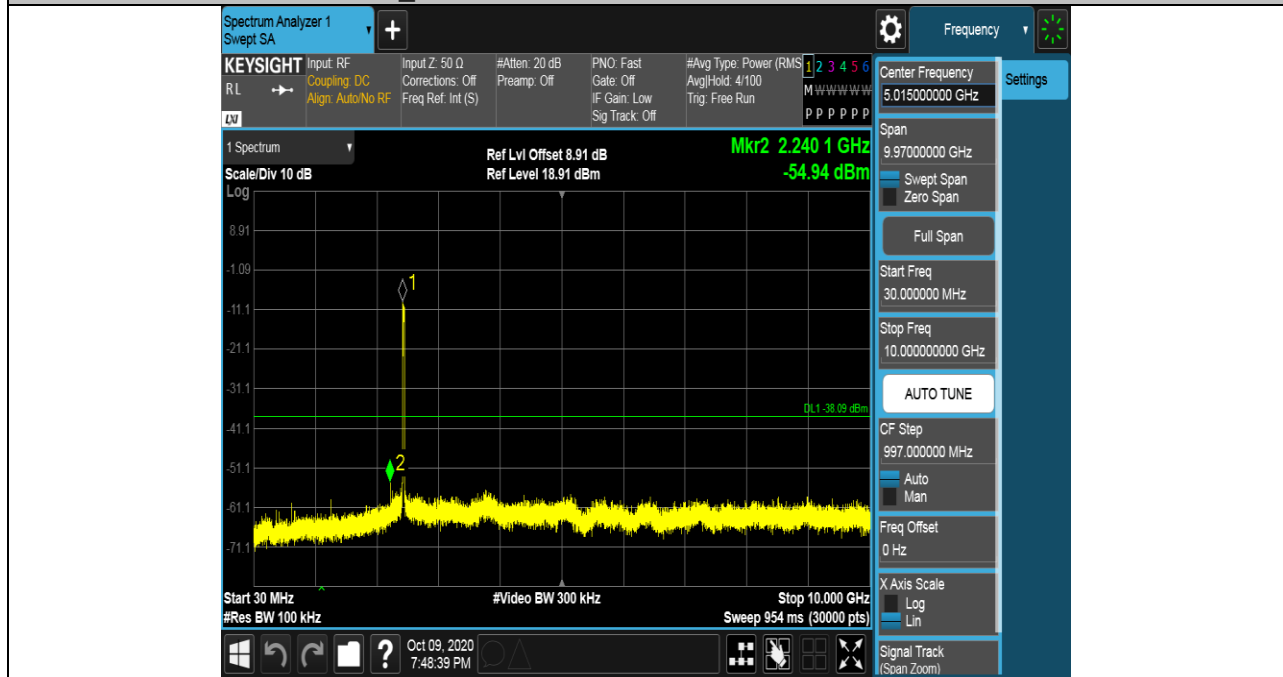 Spectrum Analyzer 1
Swept SA
+
Frequency
KEYSIGHT
RL
LXI
Input: RF
Coupling: DC
Align: Auto/No RF
Input Z: 50 Ω
Corrections: Off
Freq Ref: Int (S)
#Atten: 20 dB
Preamp: Off
PNO: Fast
Gate: Off
IF Gain: Low
Sig Track: Off
#Avg Type: Power (RMS
Avg|Hold: 4/100
Trig: Free Run
1 2 3 4 5 6
M W W W W W
P P P P P P
1 Spectrum
Scale/Div 10 dB
Ref Lvl Offset 8.91 dB
Ref Level 18.91 dBm
Mkr2 2.240 1 GHz
-54.94 dBm
Log
8.91
-1.09
-11.1
-21.1
-31.1
-41.1
-51.1
-61.1
-71.1
1
2
DL1 -38.09 dBm
Start 30 MHz
#Res BW 100 kHz
#Video BW 300 kHz
Stop 10.000 GHz
Sweep 954 ms (30000 pts)
?
Oct 09, 2020
7:48:39 PM
Center Frequency
5.015000000 GHz
Settings
Span
9.97000000 GHz
Swept Span
Zero Span
Full Span
Start Freq
30.000000 MHz
Stop Freq
10.000000000 GHz
AUTO TUNE
CF Step
997.000000 MHz
Auto
Man
Freq Offset
0 Hz
X Axis Scale
Log
Lin
Signal Track
(Span Zoom)